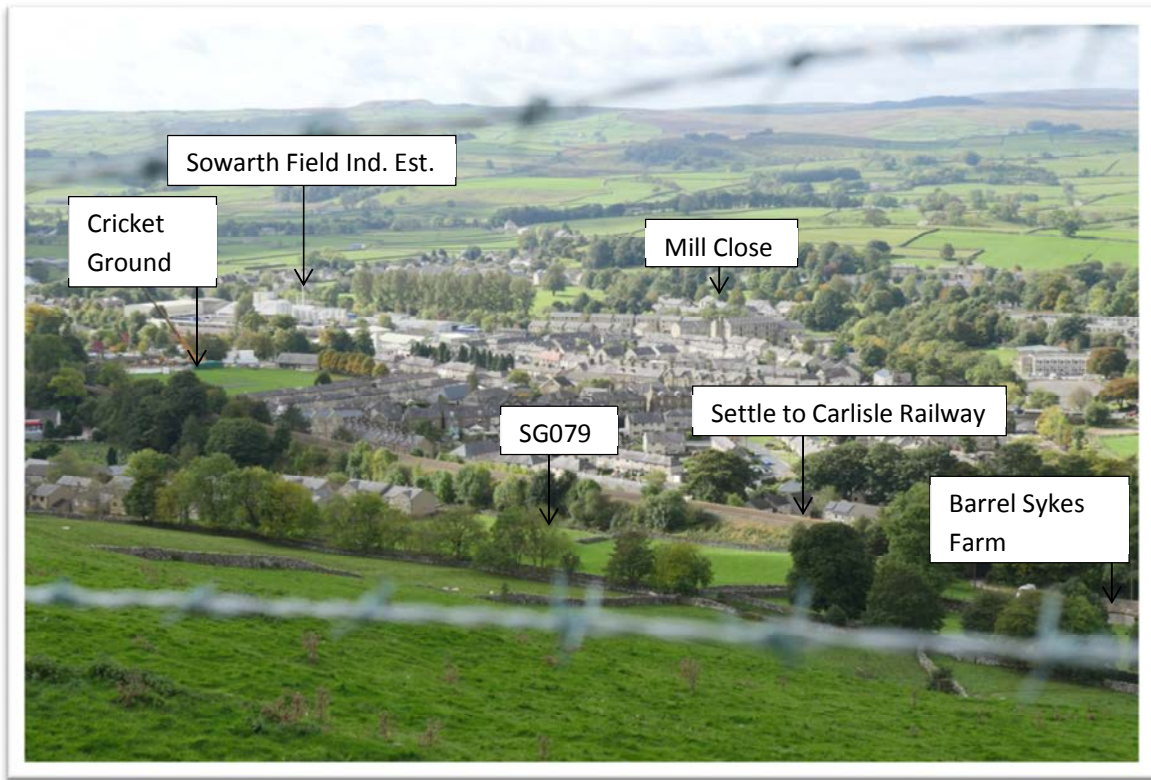 Sowarth Field Ind. Est.
Cricket
Ground
Mill Close
Settle to Carlisle Railway
SG079
Barrel Sykes
Farm